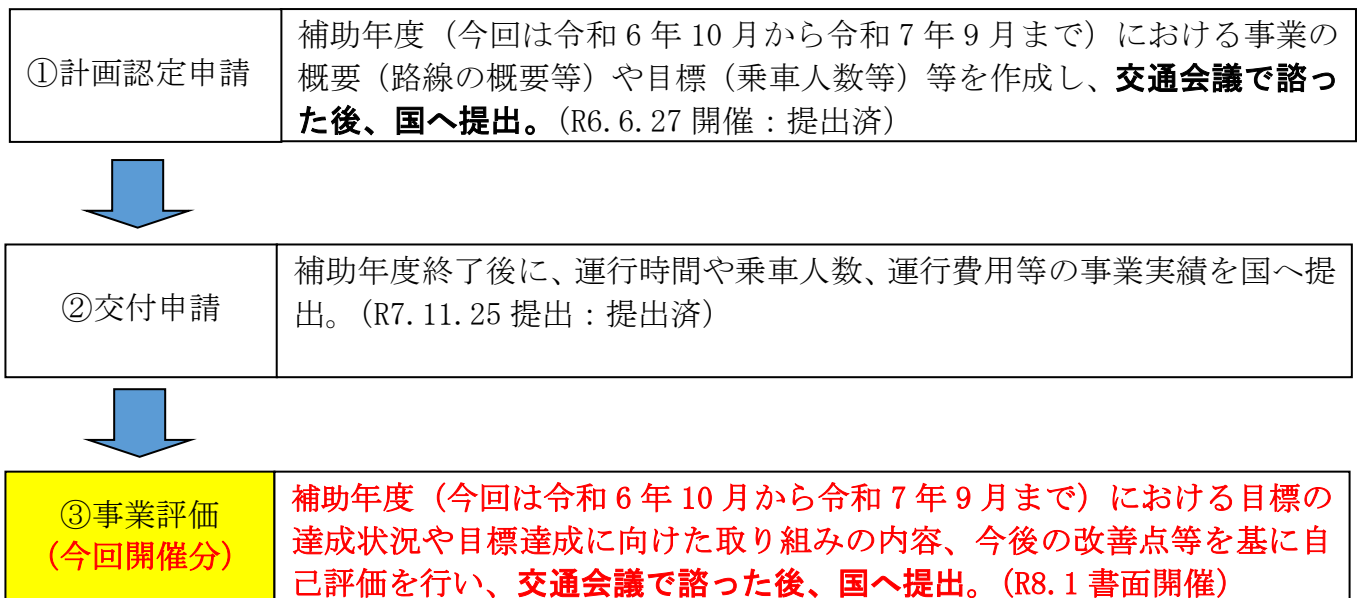 ①計画認定申請
補助年度（今回は令和6年10月から令和7年9月まで）における事業の
概要（路線の概要等）や目標（乗車人数等）等を作成し、交通会議で諮っ
た後、国へ提出。（R6.6.27 開催：提出済）
②交付申請
補助年度終了後に、運行時間や乗車人数、運行費用等の事業実績を国へ提
出。（R7.11.25 提出：提出済）
③事業評価
（今回開催分）
補助年度（今回は令和6年10月から令和7年9月まで）における目標の
達成状況や目標達成に向けた取り組みの内容、今後の改善点等を基に自
己評価を行い、交通会議で諮った後、国へ提出。（R8.1 書面開催）